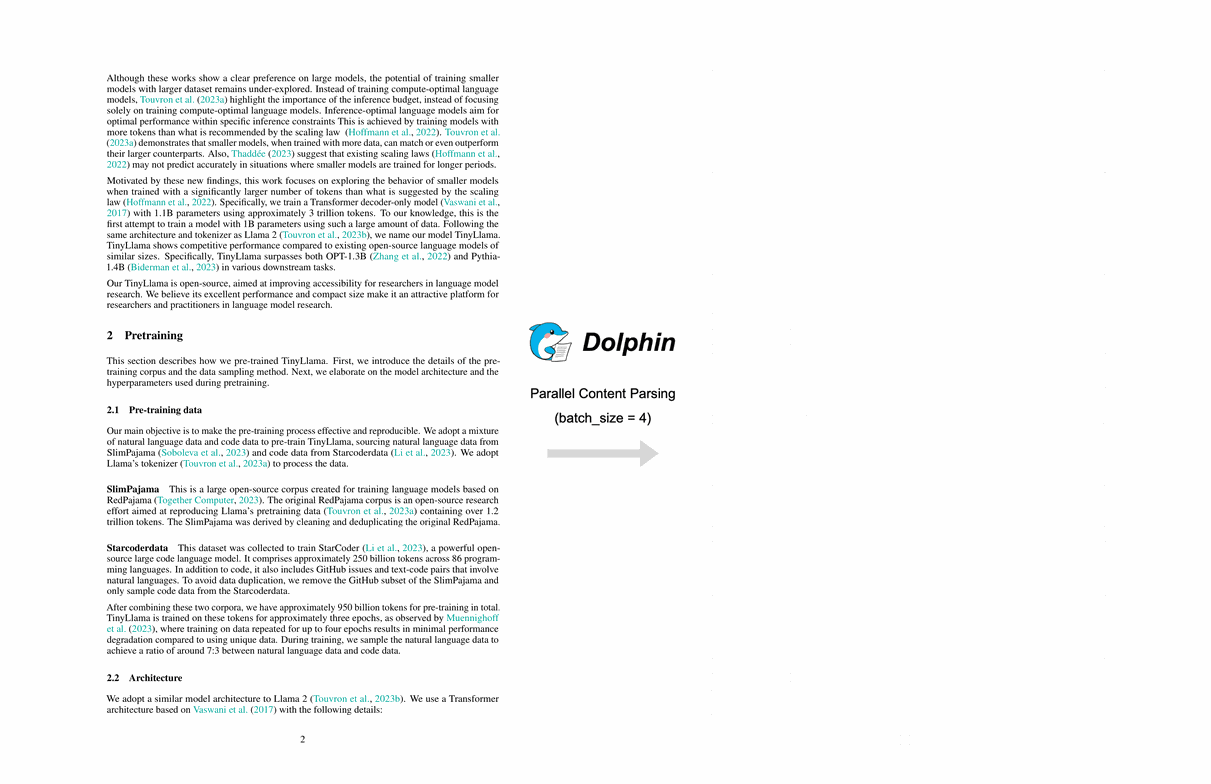 Although these works show a clear preference on large models, the potential of training smaller
models with larger dataset remains under-explored. Instead of training compute-optimal language
models, Touvron et al. (2023a) highlight the importance of the inference budget, instead of focusing
solely on training compute-optimal language models. Inference-optimal language models aim for
optimal performance within specific inference constraints This is achieved by training models with
more tokens than what is recommended by the scaling law (Hoffmann et al., 2022). Touvron et al.
(2023a) demonstrates that smaller models, when trained with more data, can match or even outperform
their larger counterparts. Also, Thaddée (2023) suggest that existing scaling laws (Hoffmann et al.,
2022) may not predict accurately in situations where smaller models are trained for longer periods.
Motivated by these new findings, this work focuses on exploring the behavior of smaller models
when trained with a significantly larger number of tokens than what is suggested by the scaling
law (Hoffmann et al., 2022). Specifically, we train a Transformer decoder-only model (Vaswani et al.,
2017) with 1.1B parameters using approximately 3 trillion tokens. To our knowledge, this is the
first attempt to train a model with 1B parameters using such a large amount of data. Following the
same architecture and tokenizer as Llama 2 (Touvron et al., 2023b), we name our model TinyLlama.
TinyLlama shows competitive performance compared to existing open-source language models of
similar sizes. Specifically, TinyLlama surpasses both OPT-1.3B (Zhang et al., 2022) and Pythia-
1.4B (Biderman et al., 2023) in various downstream tasks.
Our TinyLlama is open-source, aimed at improving accessibility for researchers in language model
research. We believe its excellent performance and compact size make it an attractive platform for
researchers and practitioners in language model research.
2 Pretraining
This section describes how we pre-trained TinyLlama. First, we introduce the details of the pre-
training corpus and the data sampling method. Next, we elaborate on the model architecture and the
hyperparameters used during pretraining.
2.1 Pre-training data
Our main objective is to make the pre-training process effective and reproducible. We adopt a mixture
of natural language data and code data to pre-train TinyLlama, sourcing natural language data from
SlimPajama (Soboleva et al., 2023) and code data from Starcoderdata (Li et al., 2023). We adopt
Llama's tokenizer (Touvron et al., 2023a) to process the data.
SlimPajama This is a large open-source corpus created for training language models based on
RedPajama (Together Computer, 2023). The original RedPajama corpus is an open-source research
effort aimed at reproducing Llama's pretraining data (Touvron et al., 2023a) containing over 1.2
trillion tokens. The SlimPajama was derived by cleaning and deduplicating the original RedPajama.
Starcoderdata This dataset was collected to train StarCoder (Li et al., 2023), a powerful open-
source large code language model. It comprises approximately 250 billion tokens across 86 program-
ming languages. In addition to code, it also includes GitHub issues and text-code pairs that involve
natural languages. To avoid data duplication, we remove the GitHub subset of the SlimPajama and
only sample code data from the Starcoderdata.
After combining these two corpora, we have approximately 950 billion tokens for pre-training in total.
TinyLlama is trained on these tokens for approximately three epochs, as observed by Muennighoff
et al. (2023), where training on data repeated for up to four epochs results in minimal performance
degradation compared to using unique data. During training, we sample the natural language data to
achieve a ratio of around 7:3 between natural language data and code data.
2.2 Architecture
We adopt a similar model architecture to Llama 2 (Touvron et al., 2023b). We use a Transformer
architecture based on Vaswani et al. (2017) with the following details:
2
Dolphin
Parallel Content Parsing
(batch_size = 4)